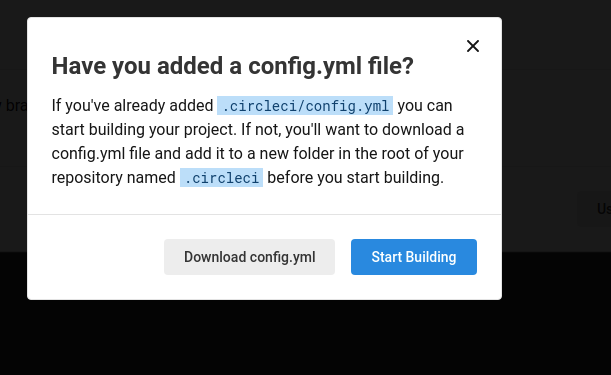 Have you added a config.yml file?
If you've already added .circleci/config.yml you can
start building your project. If not, you'll want to download a
config.yml file and add it to a new folder in the root of your
repository named .circleci before you start building.
Download config.yml
Start Building